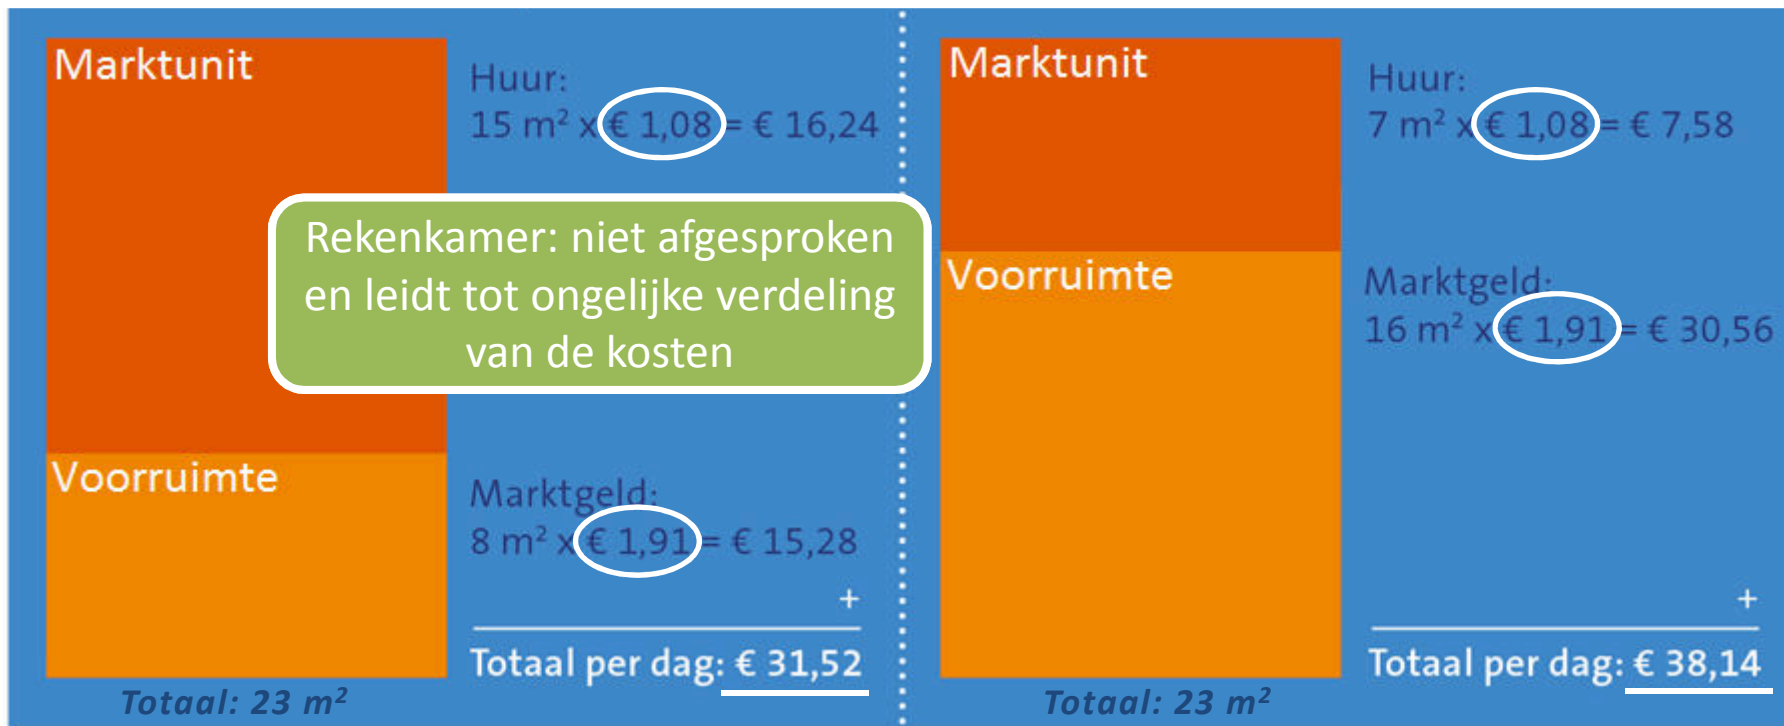 Marktunit
Huur:
15 m² x € 1,08 = € 16,24
Voorruimte
Marktgeld:
8 m² x € 1,91 = € 15,28
+
Totaal per dag: € 31,52
Totaal: 23 m²
Rekenkamer: niet afgesproken
en leidt tot ongelijke verdeling
van de kosten
Marktunit
Huur:
7 m² x € 1,08 = € 7,58
Voorruimte
Marktgeld:
16 m² x € 1,91 = € 30,56
+
Totaal per dag: € 38,14
Totaal: 23 m²